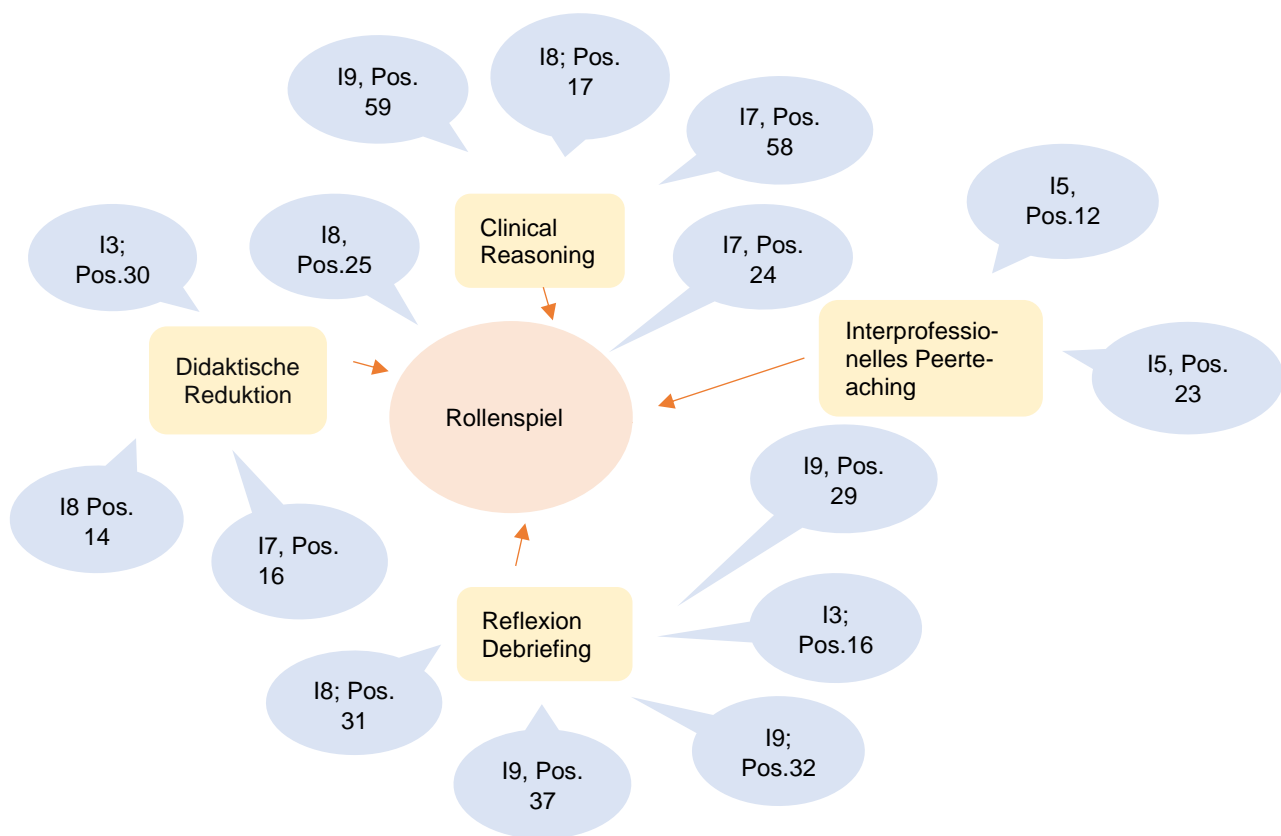 I9, Pos.
59
I8; Pos.
17
I7, Pos.
58
I5,
Pos.12
I3;
Pos.30
I8,
Pos.25
Clinical
Reasoning
I7, Pos.
24
Didaktische
Reduktion
Rollenspiel
Interprofessio-
nelles Peerte-
aching
I5, Pos.
23
I9, Pos.
29
I8 Pos.
14
I7, Pos.
16
Reflexion
Debriefing
I3;
Pos.16
I8; Pos.
31
I9, Pos.
37
I9;
Pos.32